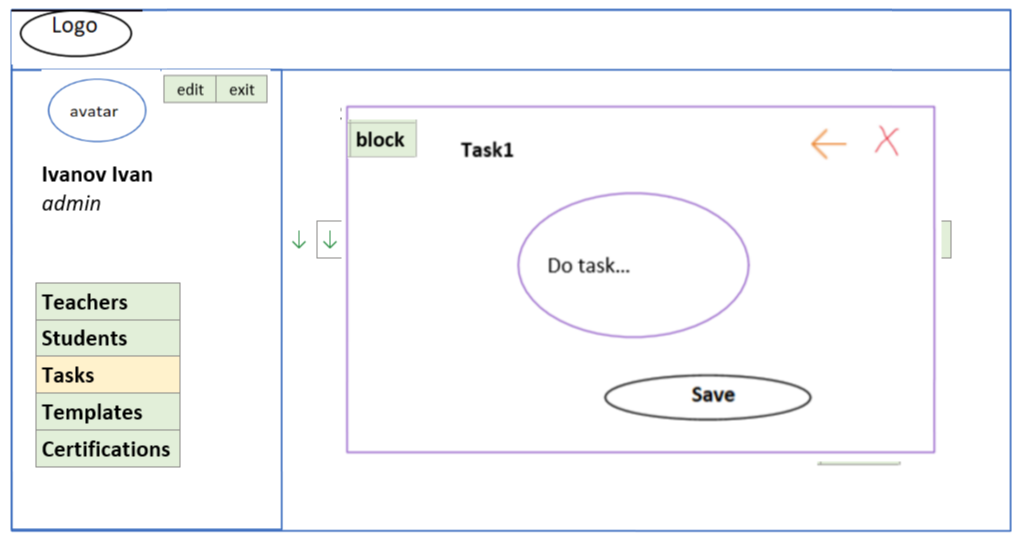 Logo
edit exit
avatar
Ivanov Ivan
admin
Teachers
Students
Tasks
Templates
Certifications
block
Task1
Do task...
Save